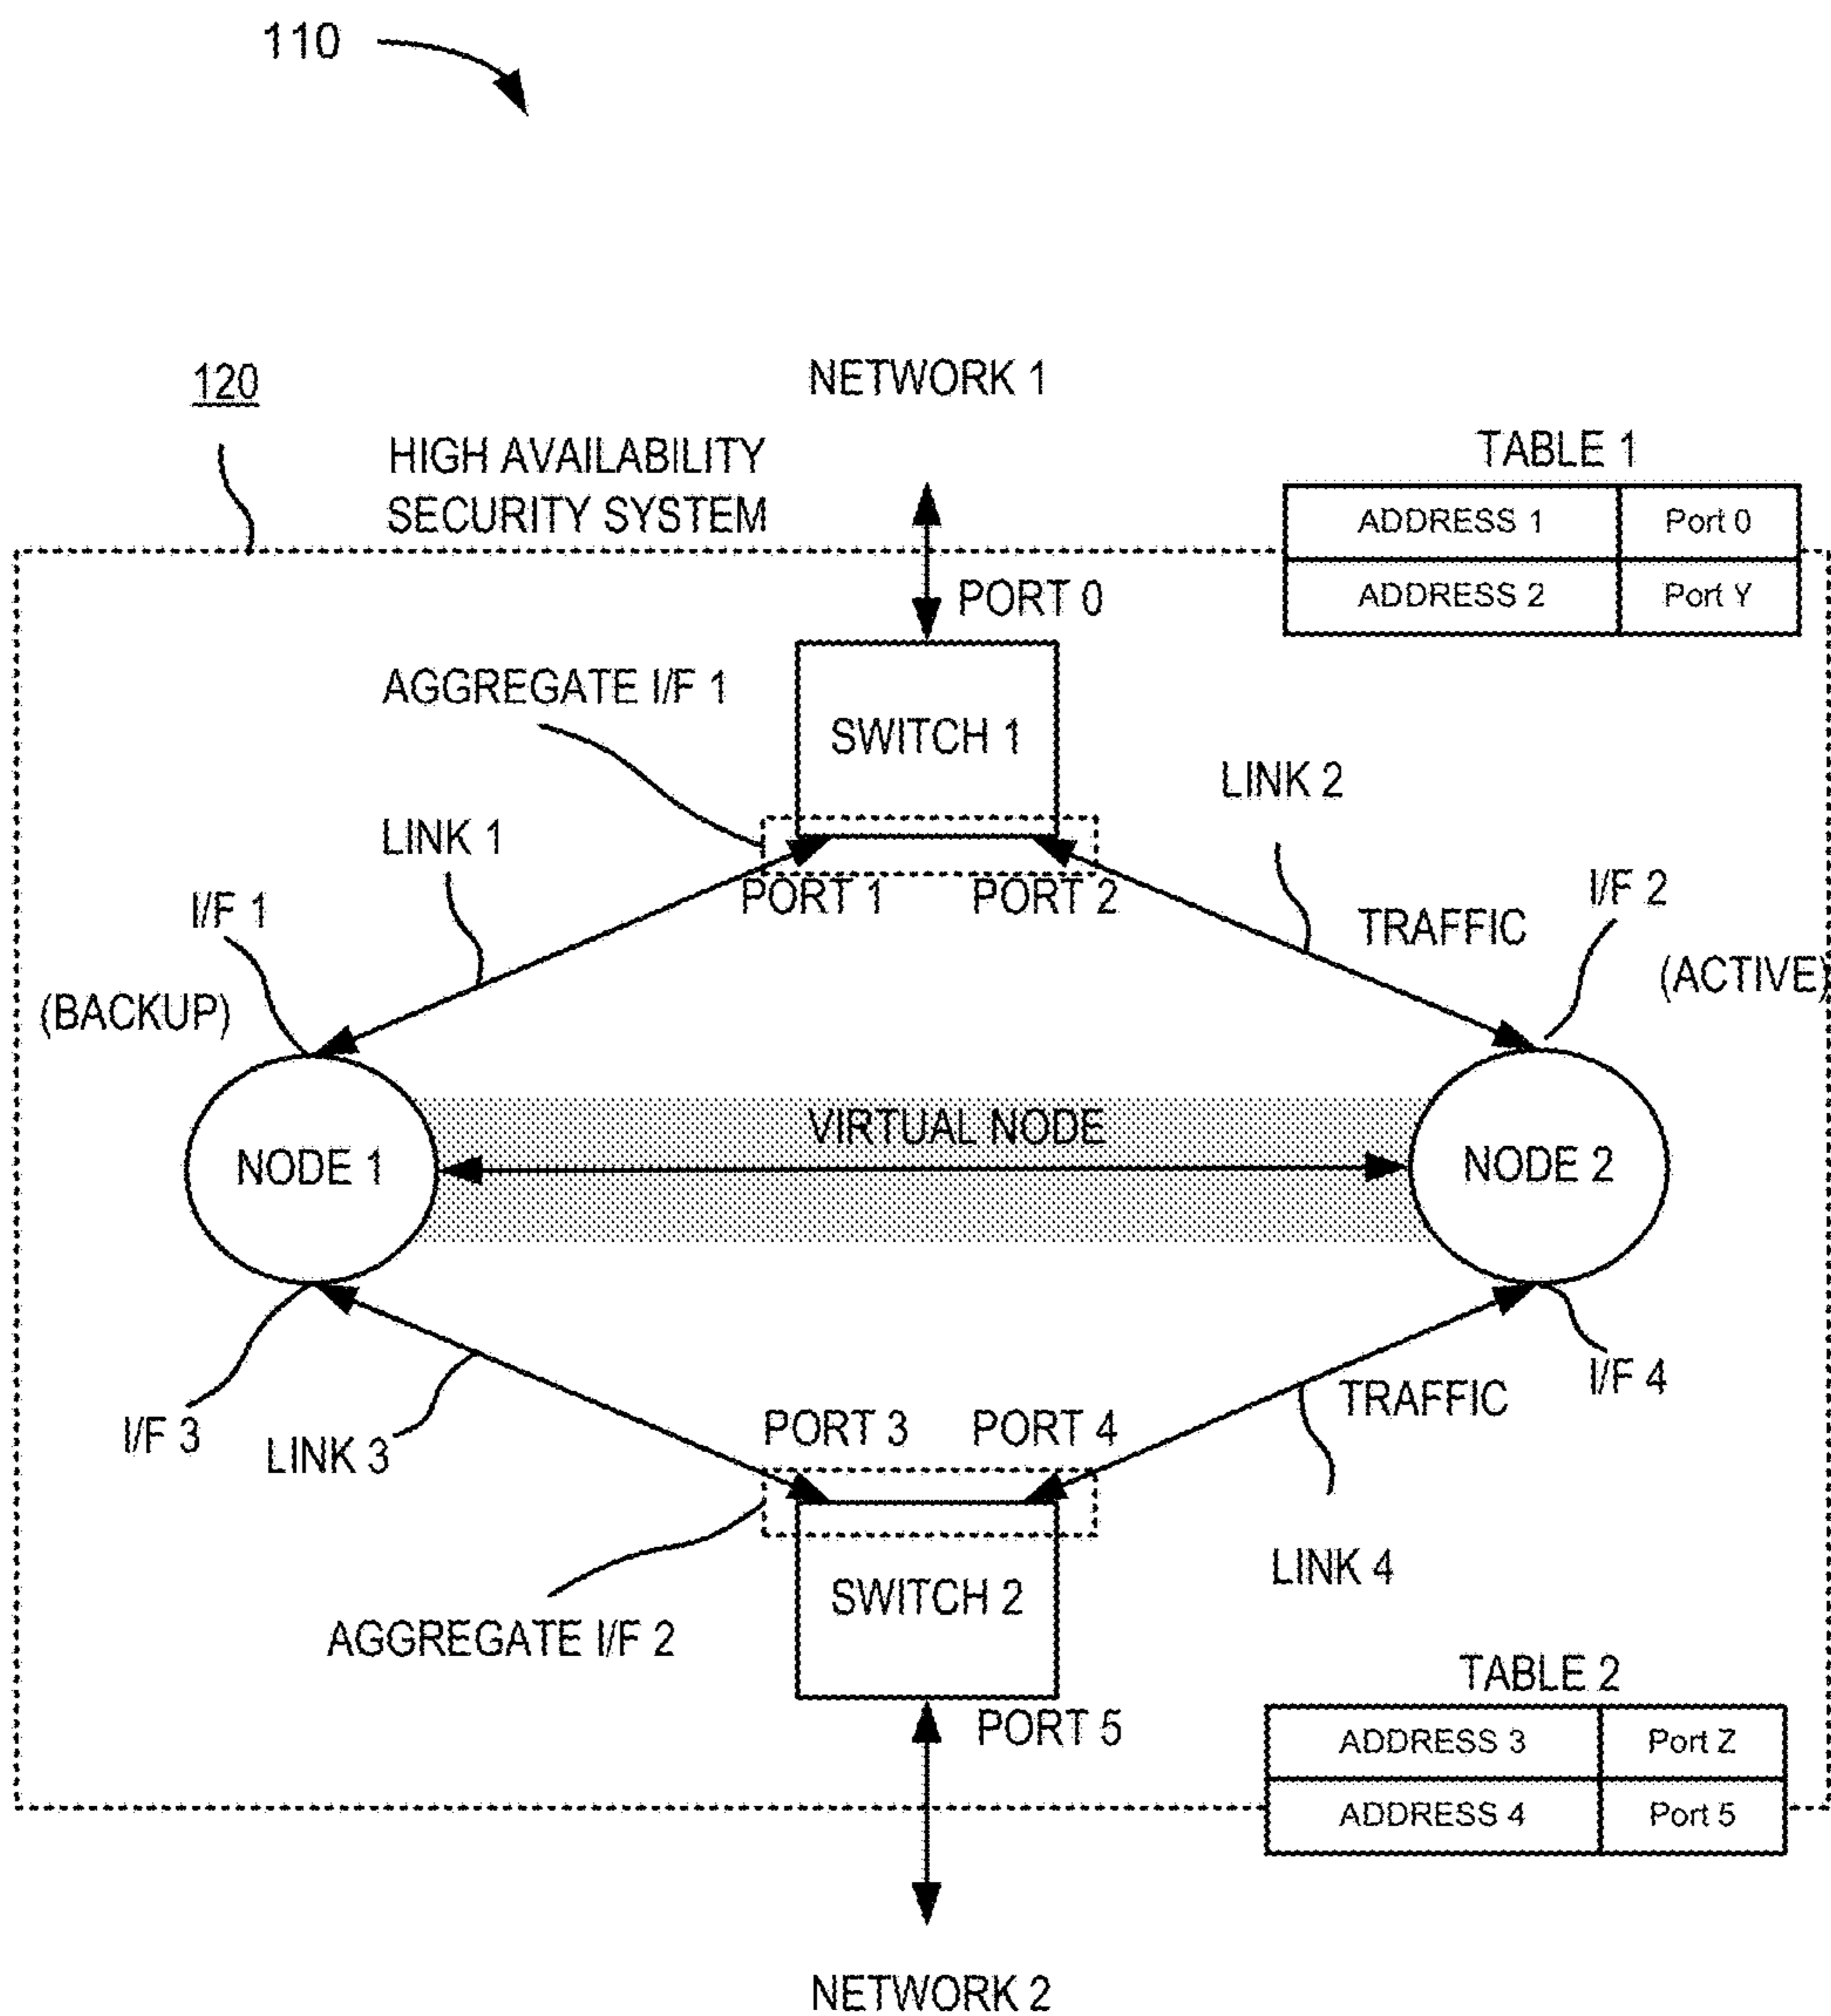 110
NETWORK 1
120
HIGH AVAILABILITY
SECURITY SYSTEM
TABLE 1
ADDRESS 1 Port 0
ADDRESS 2 Port Y
PORT 0
AGGREGATE I/F 1
SWITCH 1
LINK 2
LINK 1
PORT 1 PORT 2
I/F 1
I/F 2
TRAFFIC
(ACTIVE)
(BACKUP)
VIRTUAL NODE
NODE 1
NODE 2
I/F 4
TRAFFIC
I/F 3
LINK 3
PORT 3 PORT 4
LINK 4
SWITCH 2
AGGREGATE I/F 2
TABLE 2
PORT 5
ADDRESS 3 Port Z
ADDRESS 4 Port 5
NETWORK 2